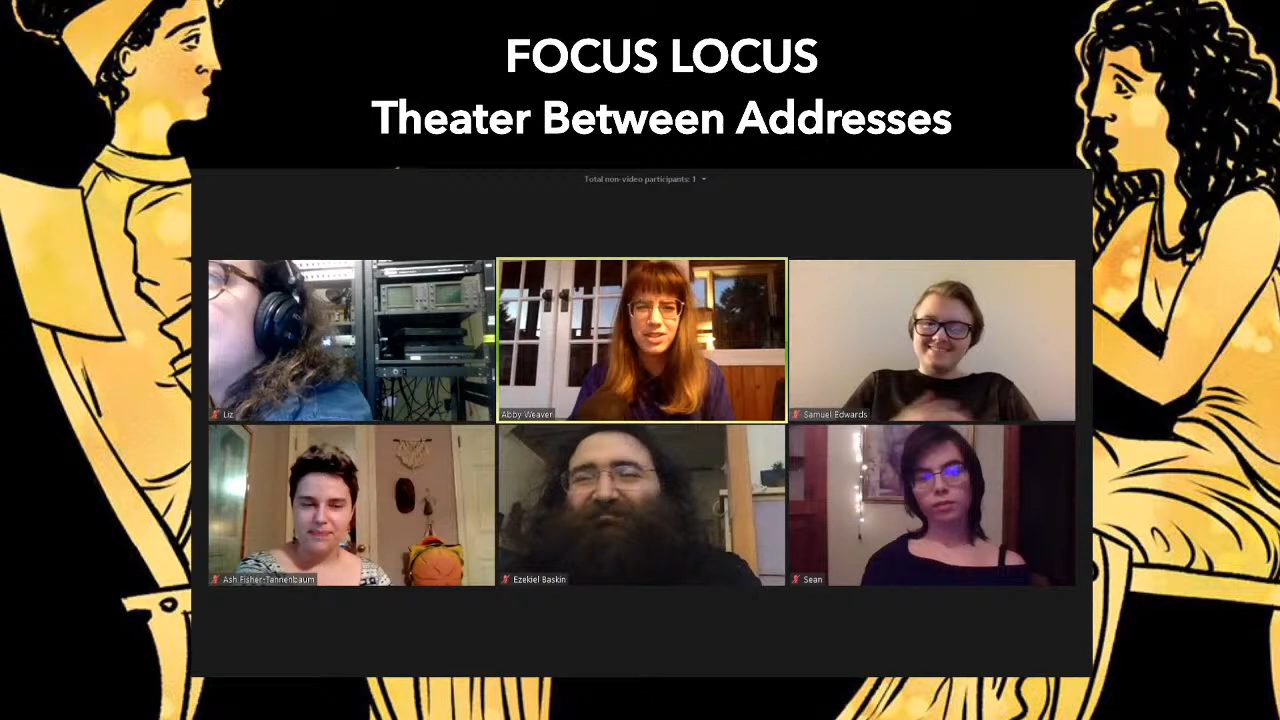 FOCUS LOCUS
Theater Between Addresses
Total non-video participants: 1
Liz
Abby Weaver
Samuel Edwards
Ash Fisher-Tannenbaum
Ezekiel Baskin
Sean